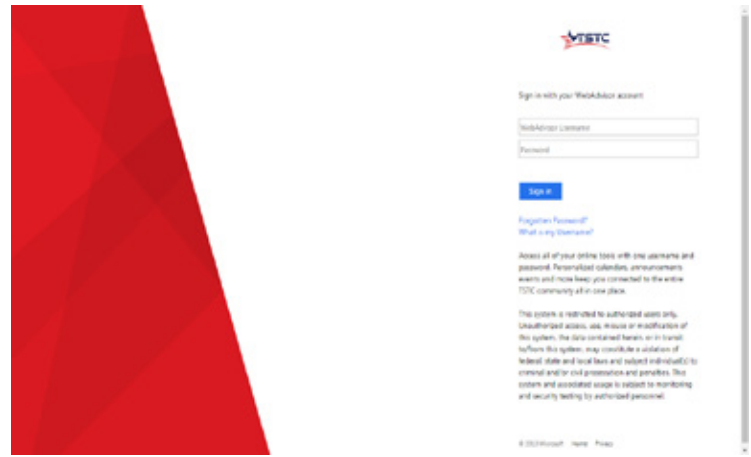 TSTC
Sign in with your WebAdvisor account
WebAdvisor Username
Password
Sign in
Forgotten Password?
What is my Username?
Access all of your online tools with one username and
password. Personalized calendars, announcements
events and more keep you connected to the entire
TSTC community all in one place.
This system is restricted to authorized users only.
Unauthorized access, use, misuse or modification of
this system, the data contained herein, or in transit
to/from this system, may constitute a violation of
federal state and local laws and subject individual(s) to
criminal and/or civil prosecution and penalties. This
system and associated usage is subject to monitoring
and security testing by authorized personnel.
Microsoft Home Privacy